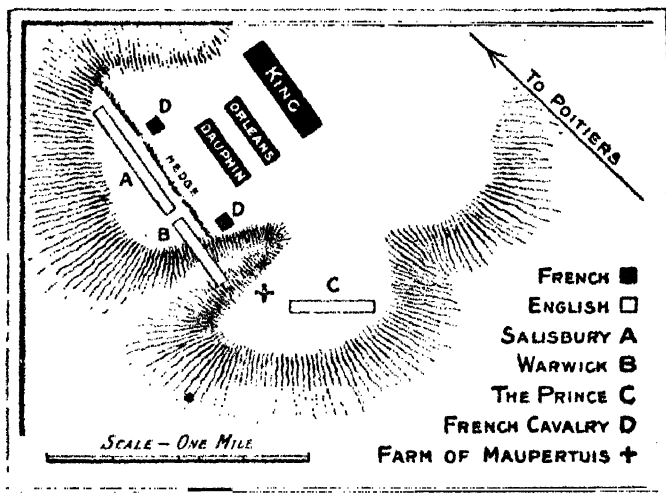 KING
TO POITIERS
D
ORLEANS
DAUPHIN
HEDGE
A
D
B
C
FRENCH
ENGLISH
SALISBURY A
WARWICK B
THE PRINCE C
FRENCH CAVALRY D
FARM OF MAUPERTUIS
SCALE – ONE MILE